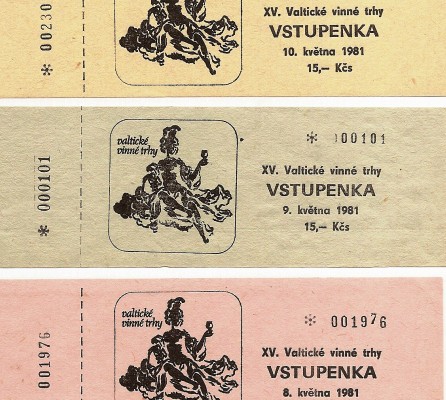 XV. Valtické vinné trhy
VSTUPENKA
10. května 1981
15,— Kčs
valtické
vinné trhy
✻ 000101
✻ 000101
XV. Valtické vinné trhy
VSTUPENKA
9. května 1981
15,— Kčs
001976
valtické
vinné trhy
✻ 001976
XV. Valtické vinné trhy
VSTUPENKA
8. května 1981